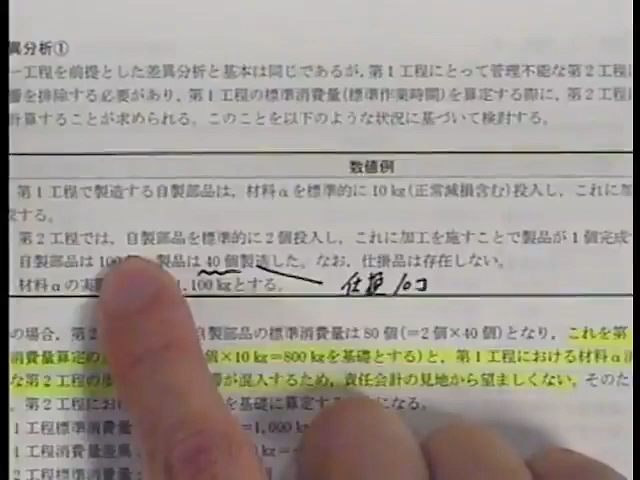 異分析①
一工程を前提とした差異分析と基本は同じであるが，第1工程にとって管理不能な第2工程
響を排除する必要があり，第1工程の標準消費量(標準作業時間)を算定する際に，第2工程
計算することが求められる。このことを以下のような状況に基づいて検討する。
数値例
第1工程で製造する自製部品は，材料αを標準的に10kg(正常減損含む)投入し，これに加
する。
第2工程では，自製部品を標準的に2個投入し，これに加工を施すことで製品が1個完成
自製部品は100 製品は40個製造した。なお，仕損品は存在しない。
材料αの実 1,100kgとする。
仕損10コ
の場合，第2 自製部品の標準消費量は80個(=2個×40個)となり，これを第
消費量算定の 個×10kg=800kgを基礎とする)と，第1工程における材料α
な第2工程の が混入するため，責任会計の見地から望ましくない。そのた
，第2工程にお を基礎に算定する になる。
1工程標準消費量 =1,000k
1工程消費量差異 kg=
2工程標準消費量